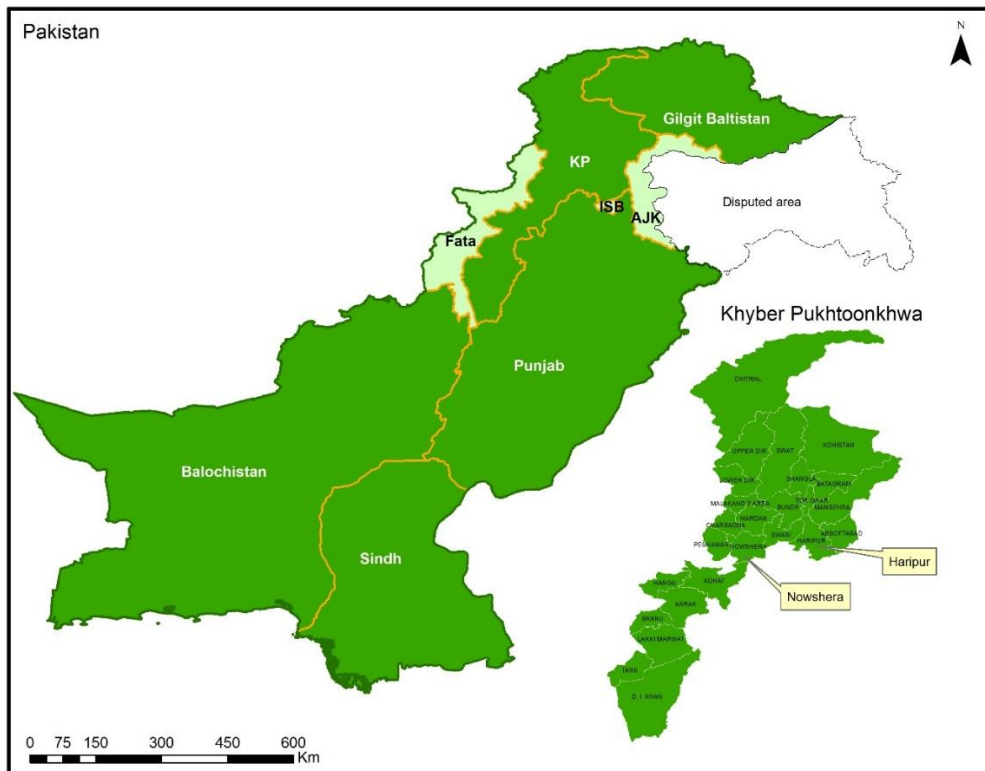 Pakistan
N
Gilgit Baltistan
KP
Disputed area
ISB
AJK
Fata
Khyber Pukhtoonkhwa
Punjab
Balochistan
Sindh
CHITRAL
UPPER DIR
SWAT
KOHISTAN
LOWER DIR
SHANGLA
BATAGRAM
TOR GHAR
MALAKAND P AREA
BUNER
MANSEHRA
MARDAN
CHARSADDA
SWABI
ABBOTTABAD
PESHAWAR
NOWSHERA
HARIPUR
Haripur
Nowshera
HANGU
KOHAT
KARAK
BANNU
LAKKI MARWAT
TANK
D. I. KHAN
0 75 150 300 450 600
Km